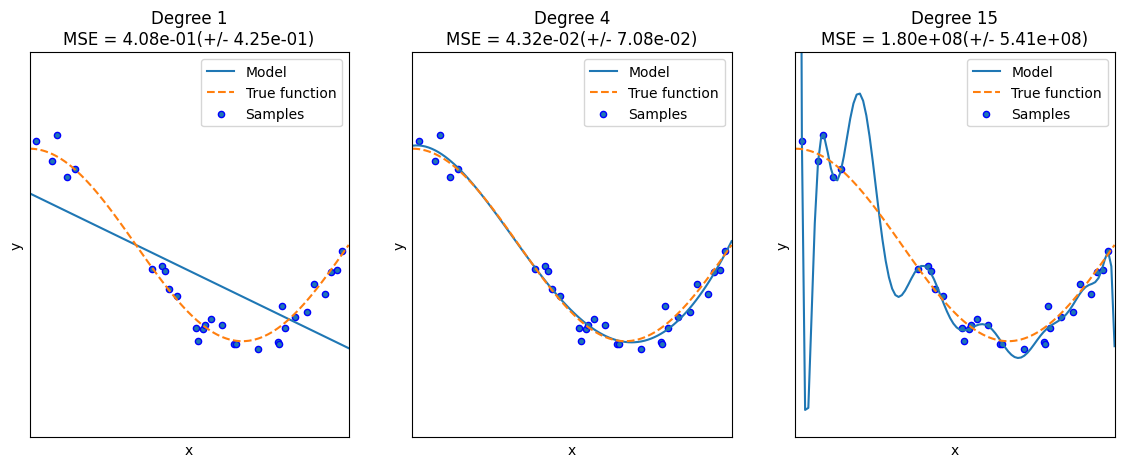 Degree 1
MSE = 4.08e-01(+/- 4.25e-01)
Model
True function
Samples
y
x
Degree 4
MSE = 4.32e-02(+/- 7.08e-02)
Model
True function
Samples
y
x
Degree 15
MSE = 1.80e+08(+/- 5.41e+08)
Model
True function
Samples
y
x